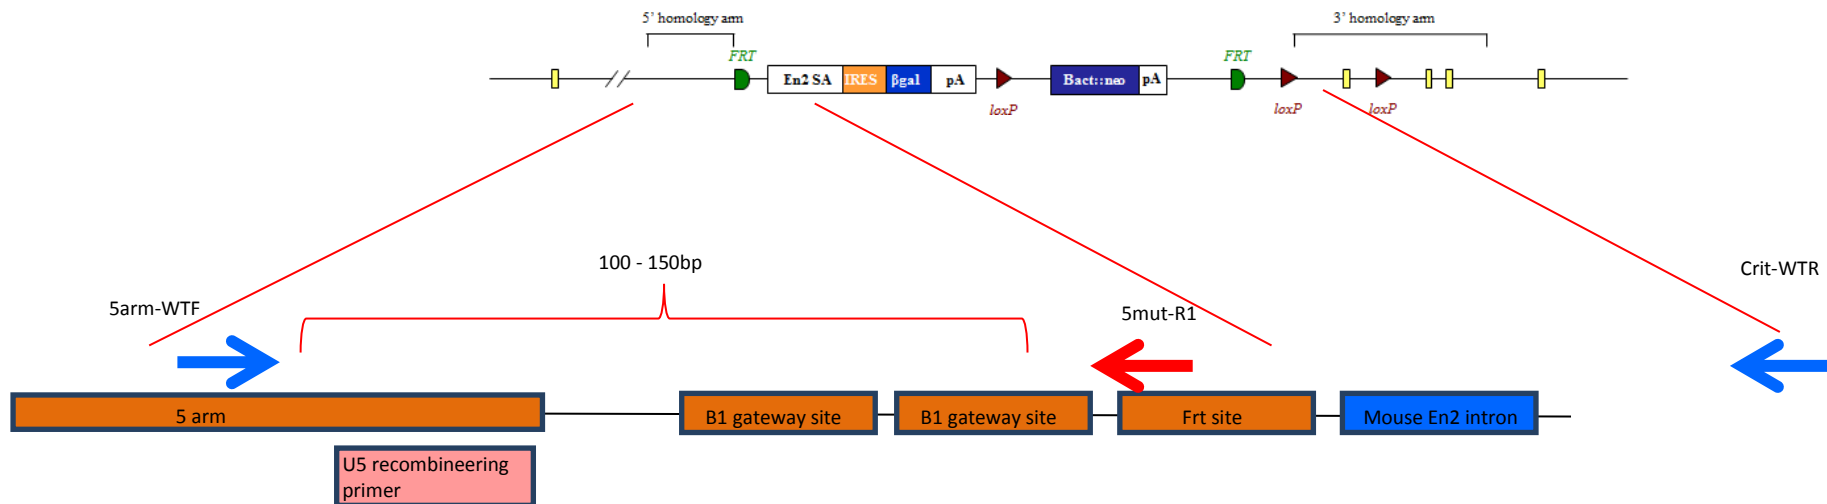 5' homology arm
3' homology arm
FRT
FRT
En2 SA
IRES
βgal
pA
Bact::neo
pA
loxP
loxP
loxP
100 - 150bp
Crit-WTR
5arm-WTF
5mut-R1
5 arm
B1 gateway site
B1 gateway site
Frt site
Mouse En2 intron
U5 recombineering
primer